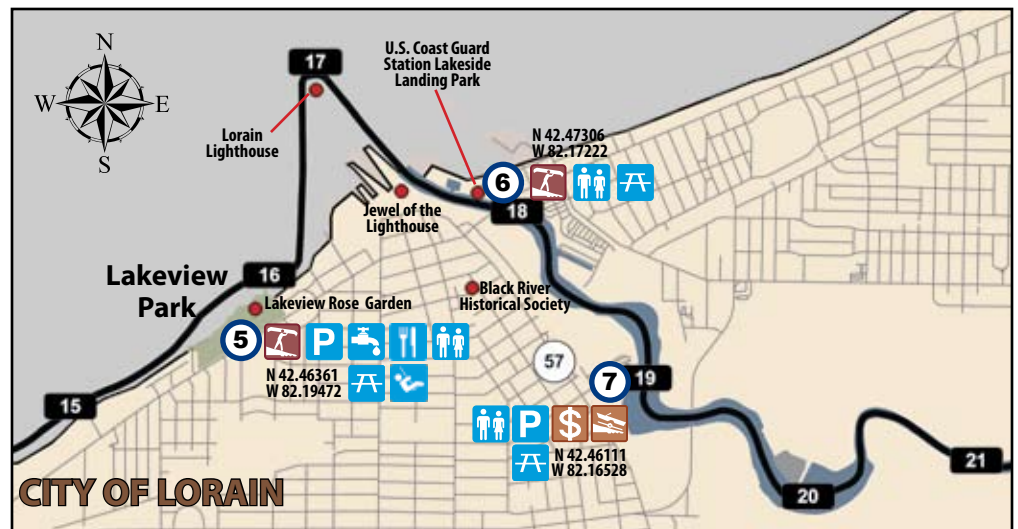 N
W
E
S
17
Lorain
Lighthouse
U.S. Coast Guard
Station Lakeside
Landing Park
N 42.47306
W 82.17222
6
18
Jewel of the
Lighthouse
16
Lakeview
Park
Lakeview Rose Garden
Black River
Historical Society
5
P
N 42.46361
W 82.19472
57
7
19
15
P
$
N 42.46111
W 82.16528
21
20
CITY OF LORAIN